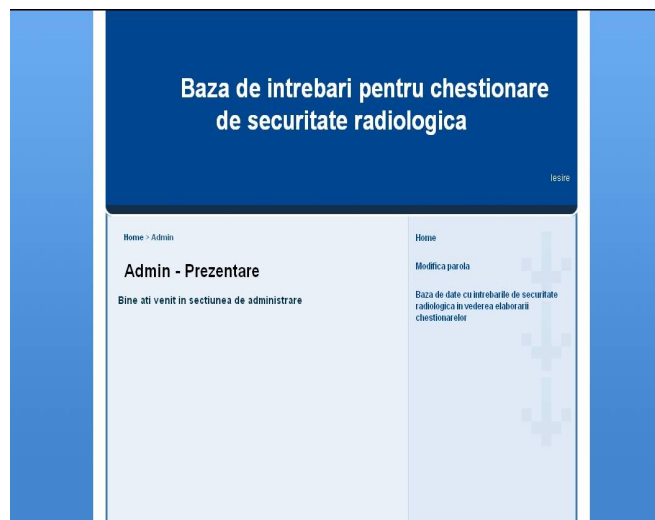 Baza de intrebari pentru chestionare
de securitate radiologica
Iesire
Home > Admin
Admin - Prezentare
Bine ati venit in sectiunea de administrare
Home
Modifica parola
Baza de date cu intrebarile de securitate
radiologica in vederea elaborarii
chestionarelor